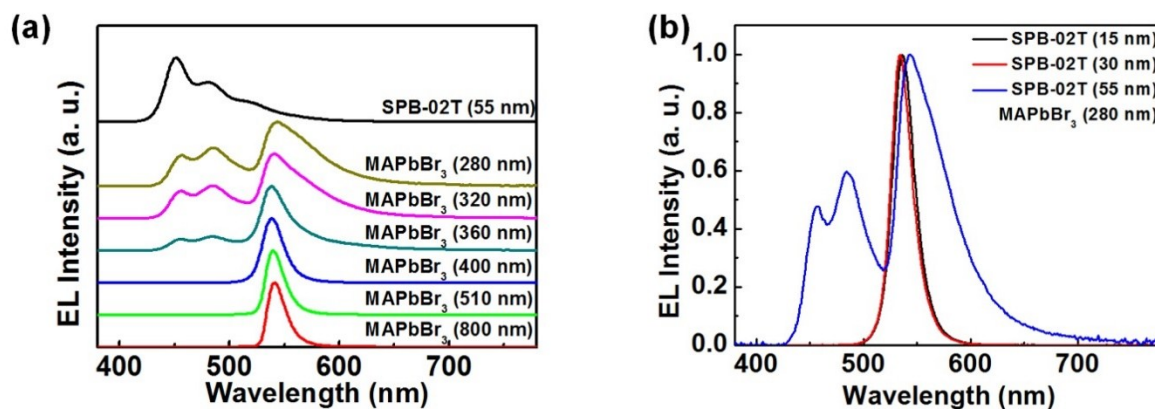 (a)
EL Intensity (a. u.)
SPB-02T (55 nm)
MAPbBr₃ (280 nm)
MAPbBr₃ (320 nm)
MAPbBr₃ (360 nm)
MAPbBr₃ (400 nm)
MAPbBr₃ (510 nm)
MAPbBr₃ (800 nm)
400 500 600 700
Wavelength (nm)
(b)
EL Intensity (a. u.)
1.0
0.8
0.6
0.4
0.2
0.0
SPB-02T (15 nm)
SPB-02T (30 nm)
SPB-02T (55 nm)
MAPbBr₃ (280 nm)
400 500 600 700
Wavelength (nm)